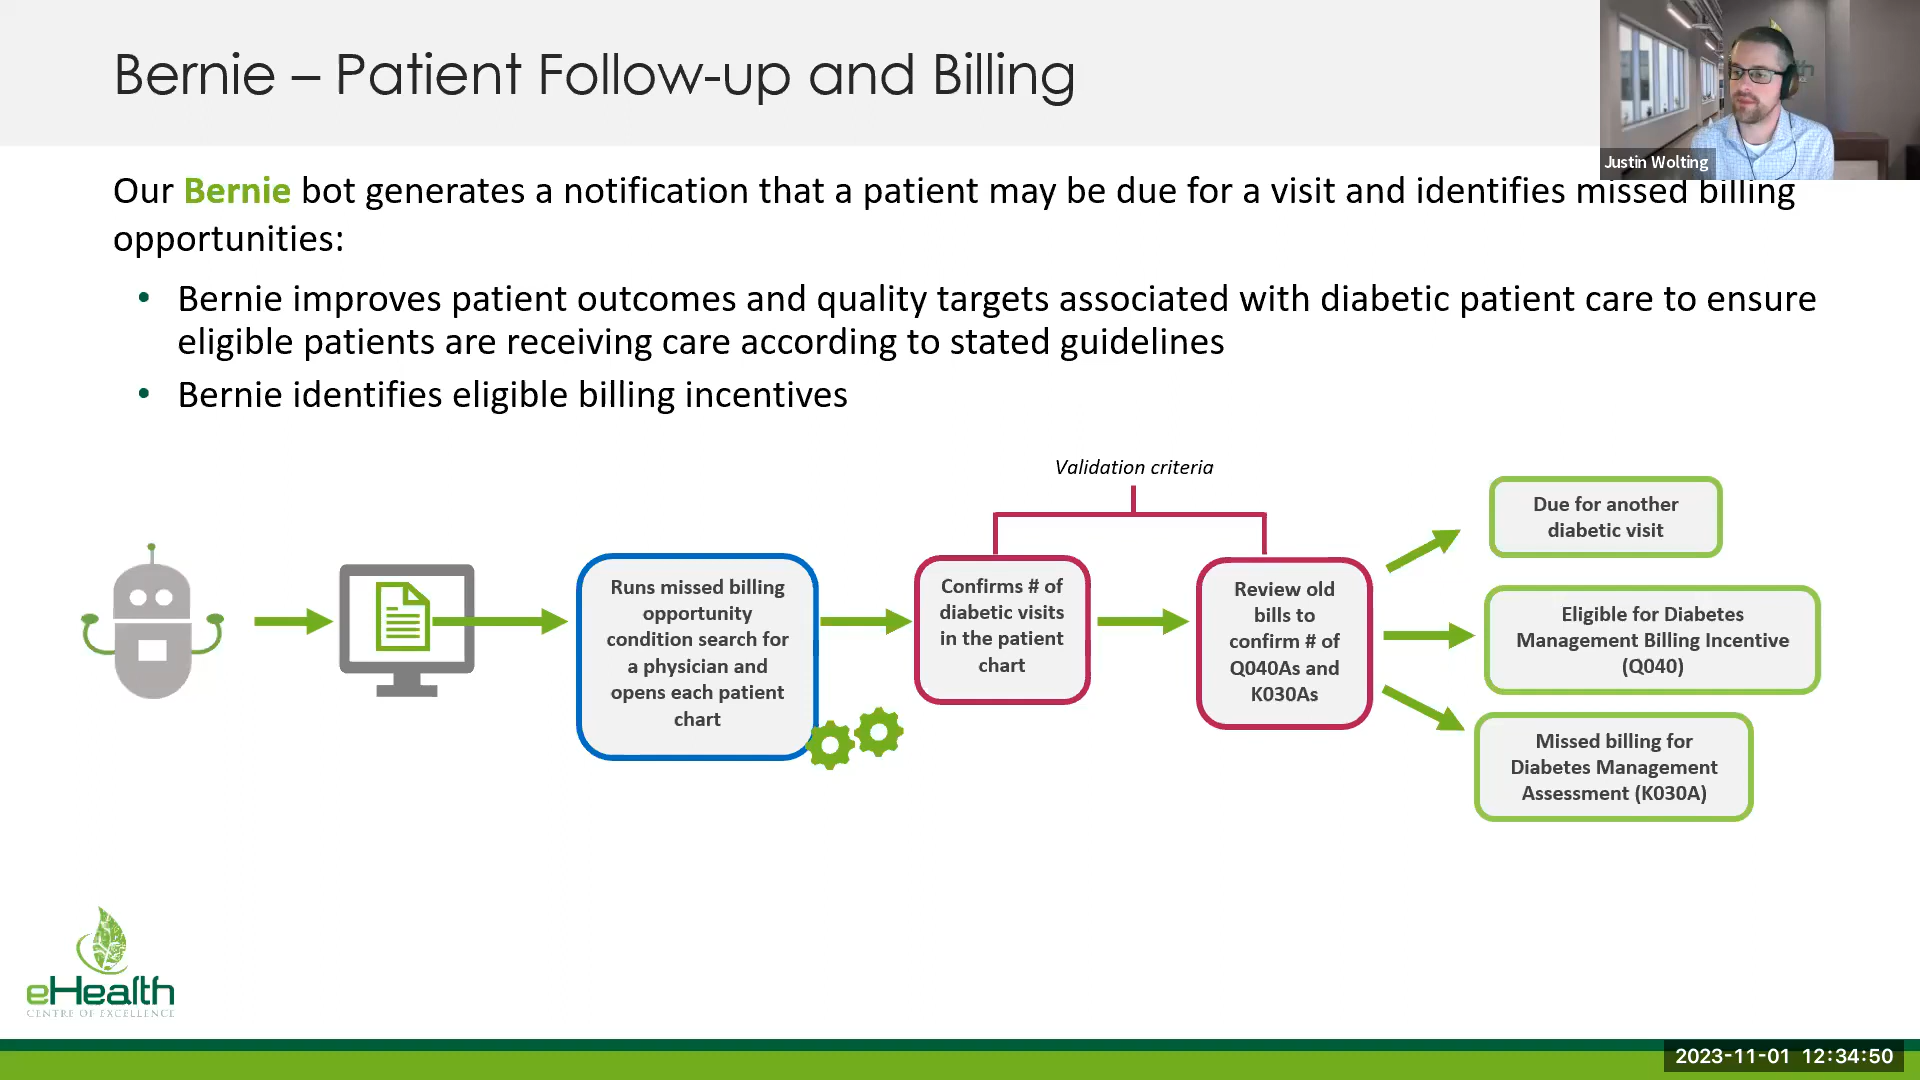 Bernie – Patient Follow-up and Billing
Justin Wolting
Our Bernie bot generates a notification that a patient may be due for a visit and identifies missed billing
opportunities:
• Bernie improves patient outcomes and quality targets associated with diabetic patient care to ensure
eligible patients are receiving care according to stated guidelines
• Bernie identifies eligible billing incentives
Validation criteria
Runs missed billing
opportunity
condition search for
a physician and
opens each patient
chart
Confirms # of
diabetic visits
in the patient
chart
Review old
bills to
confirm # of
Q040As and
K030As
Due for another
diabetic visit
Eligible for Diabetes
Management Billing Incentive
(Q040)
Missed billing for
Diabetes Management
Assessment (K030A)
eHealth
CENTRE OF EXCELLENCE
2023-11-01 12:34:50